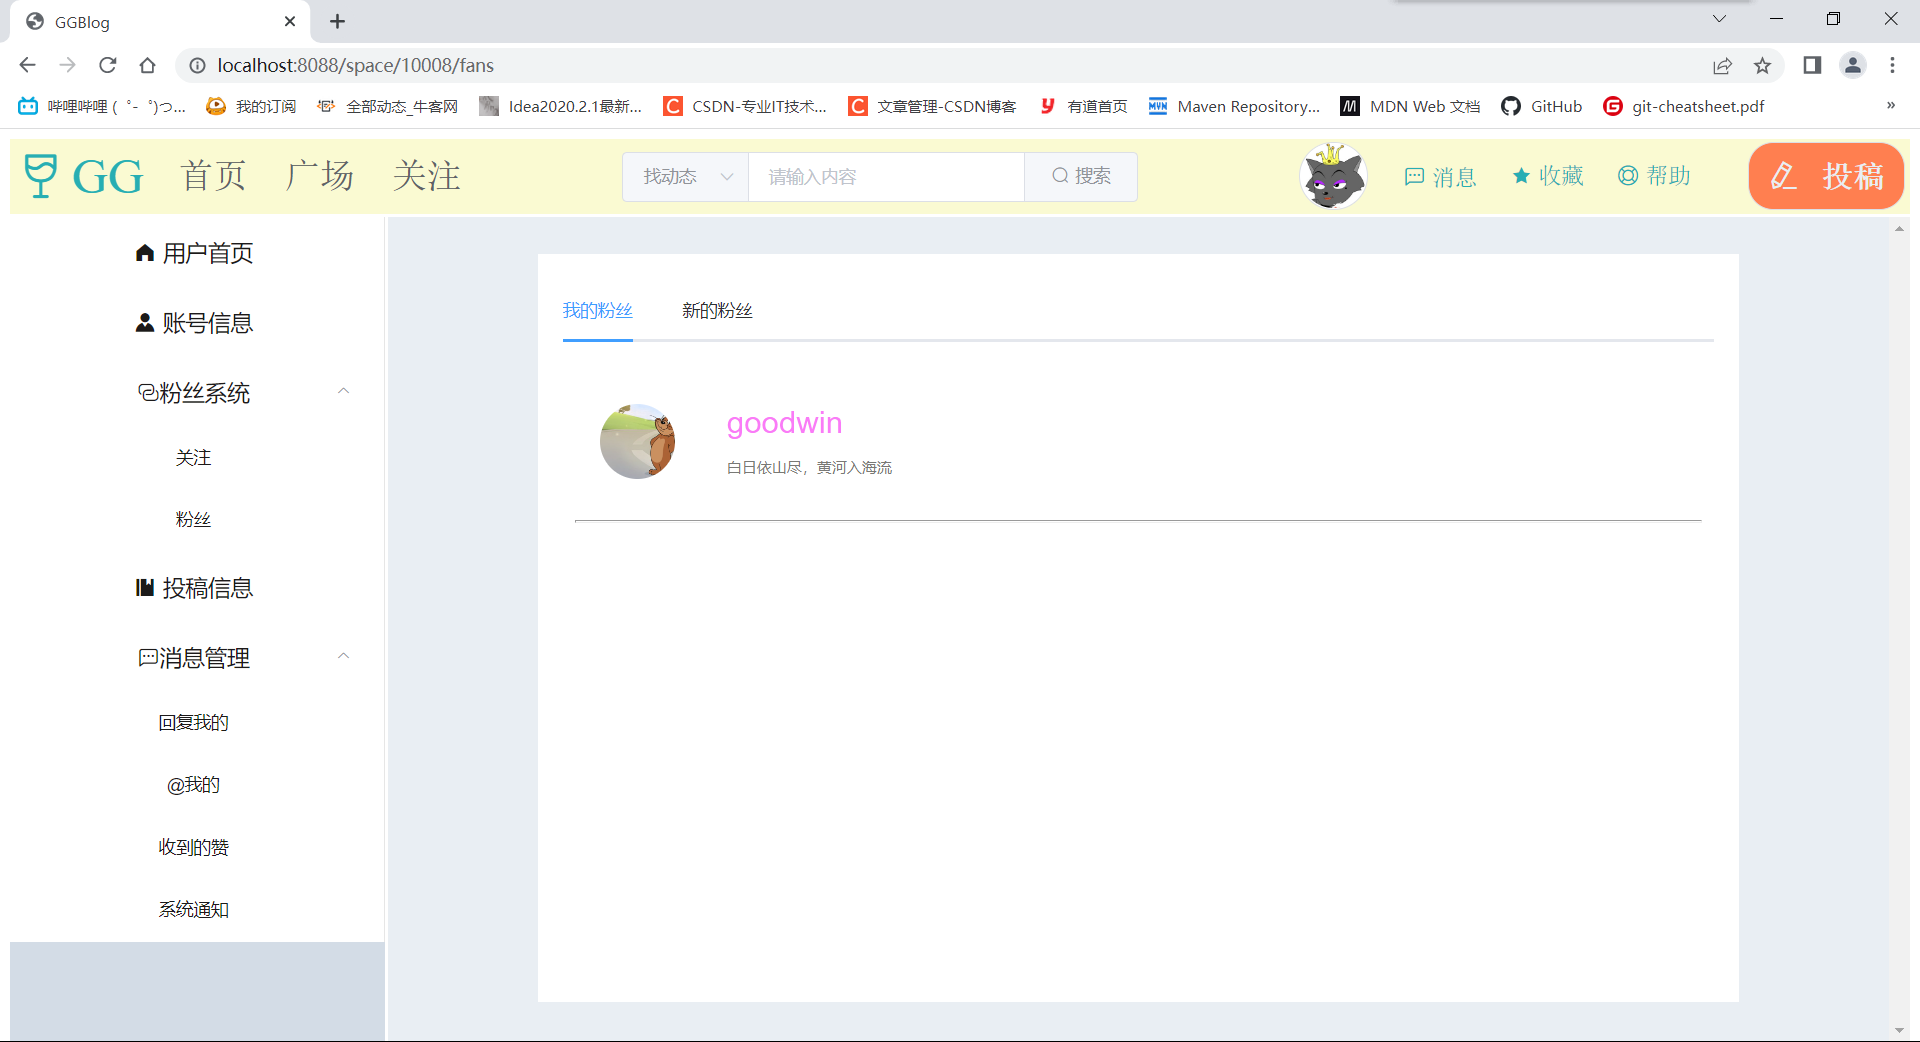 GGBlog
localhost:8088/space/10008/fans
哔哩哔哩 (゜-゜)つ... 我的订阅 全部动态_牛客网 Idea2020.2.1最新... CSDN-专业IT技术... 文章管理-CSDN博客 有道首页 Maven Repository... MDN Web 文档 GitHub git-cheatsheet.pdf »
GG 首页 广场 关注 找动态 请输入内容 搜索 消息 收藏 帮助 投稿
用户首页
账号信息
粉丝系统
关注
粉丝
投稿信息
消息管理
回复我的
@我的
收到的赞
系统通知
我的粉丝 新的粉丝
goodwin
白日依山尽，黄河入海流